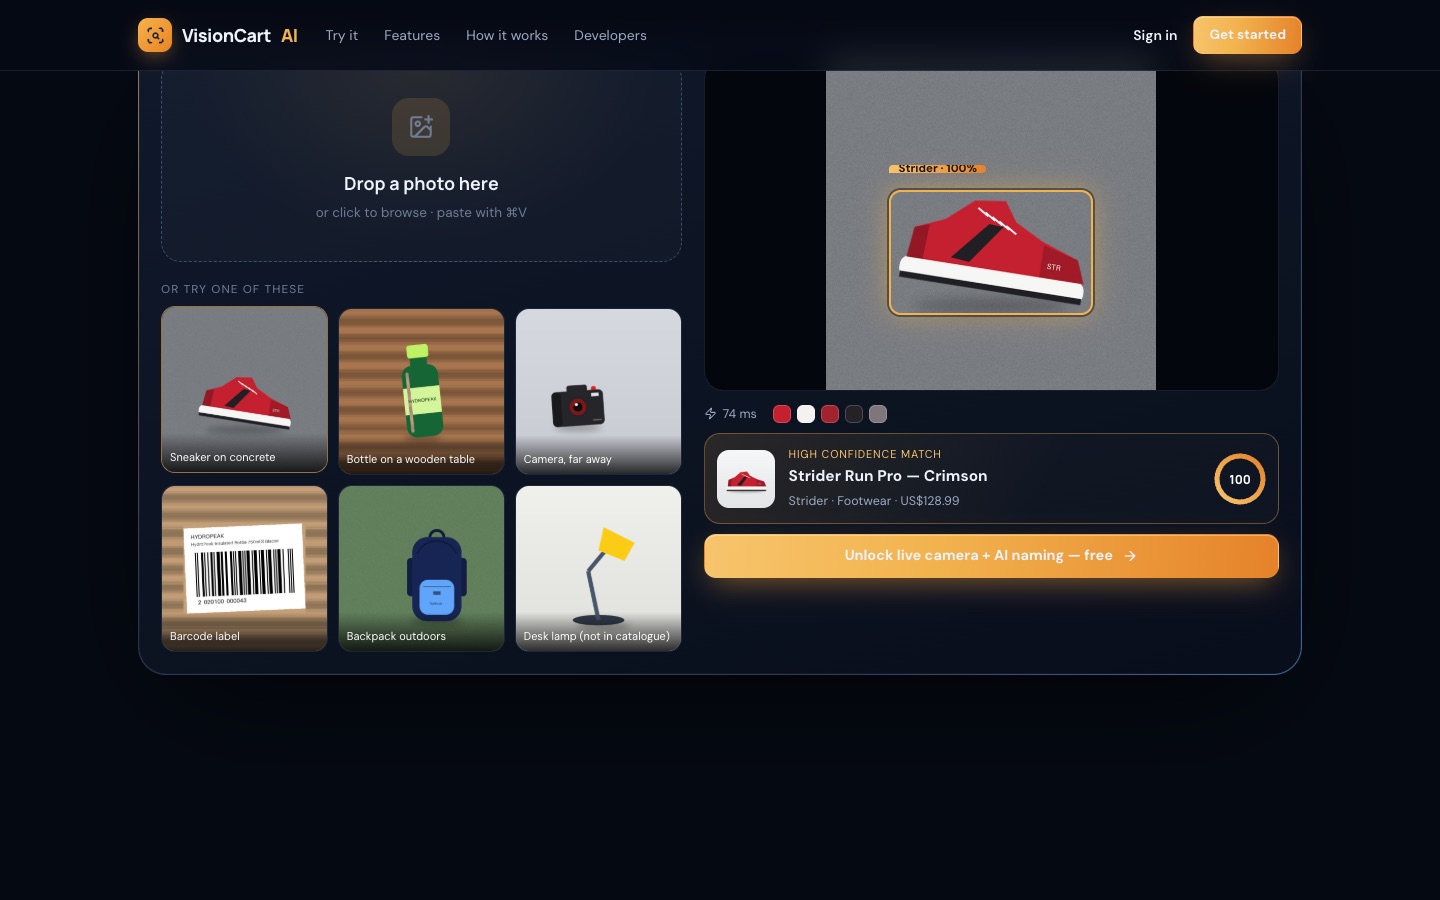 VisionCart AI
Try it
Features
How it works
Developers
Sign in
Get started
Drop a photo here
or click to browse · paste with ⌘V
OR TRY ONE OF THESE
Sneaker on concrete
HYDROPEAK
Bottle on a wooden table
Camera, far away
HYDROPEAK
2 020100 000043
Barcode label
Backpack outdoors
Desk lamp (not in catalogue)
Strider · 100%
STR
74 ms
HIGH CONFIDENCE MATCH
Strider Run Pro — Crimson
Strider · Footwear · US$128.99
100
Unlock live camera + AI naming — free →